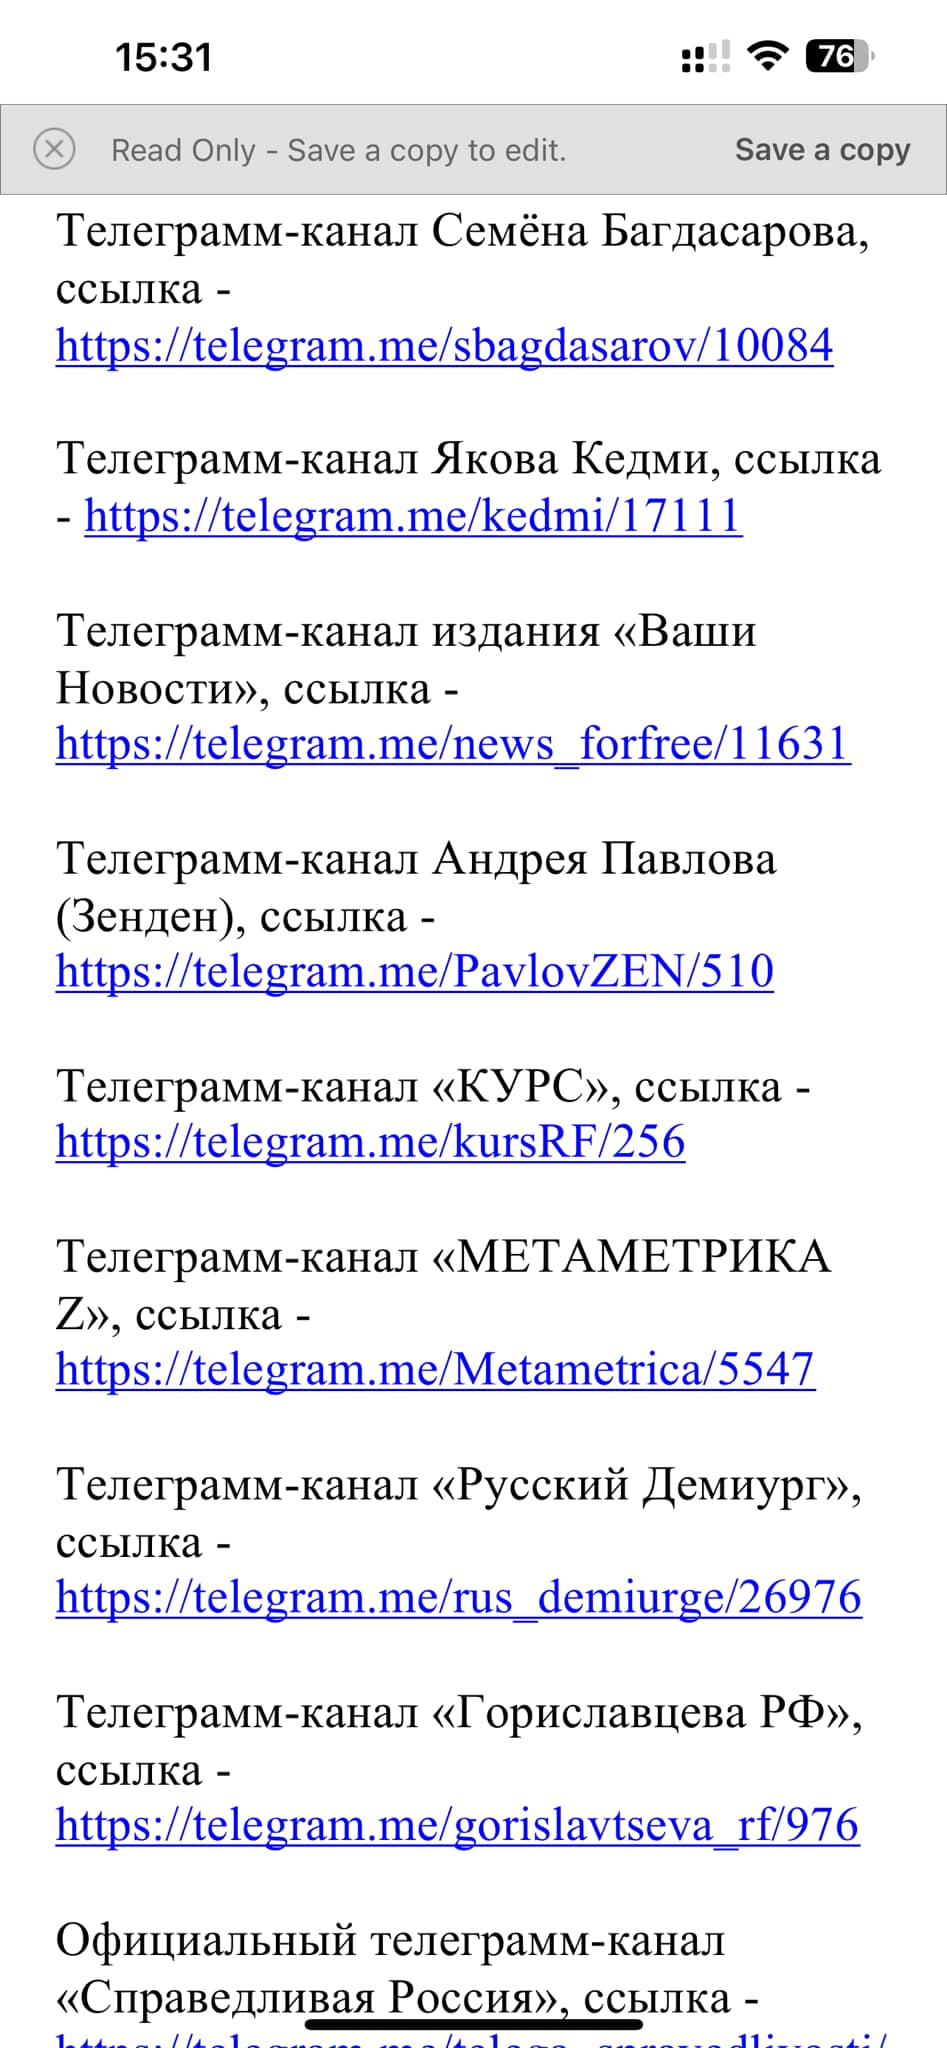 15:31
76
Read Only - Save a copy to edit.
Save a copy
Телеграмм-канал Семёна Багдасарова,
ссылка -
https://telegram.me/sbagdasarov/10084
Телеграмм-канал Якова Кедми, ссылка
- https://telegram.me/kedmi/17111
Телеграмм-канал издания «Ваши
Новости», ссылка -
https://telegram.me/news_forfree/11631
Телеграмм-канал Андрея Павлова
(Зенден), ссылка -
https://telegram.me/PavlovZEN/510
Телеграмм-канал «КУРС», ссылка -
https://telegram.me/kursRF/256
Телеграмм-канал «МЕТАМЕТРИКА
Z», ссылка -
https://telegram.me/Metametrica/5547
Телеграмм-канал «Русский Демиург»,
ссылка -
https://telegram.me/rus_demiurge/26976
Телеграмм-канал «Гориславцева РФ»,
ссылка -
https://telegram.me/gorislavtseva_rf/976
Официальный телеграмм-канал
«Справедливая Россия», ссылка -